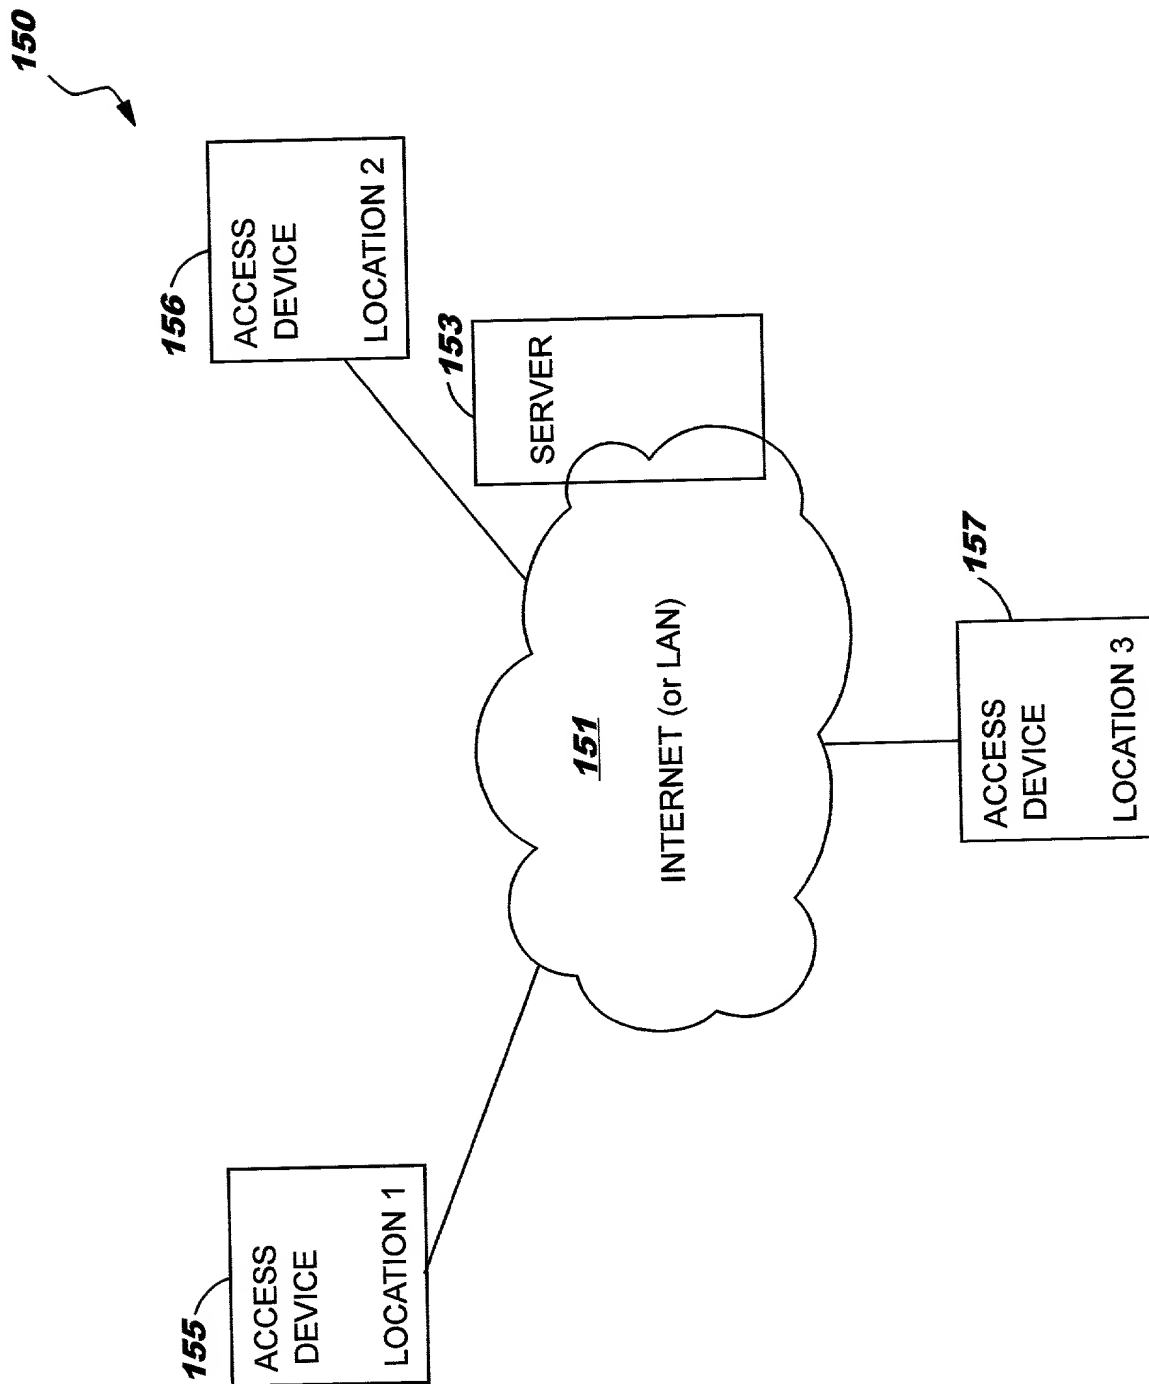 150
155
ACCESS
DEVICE
LOCATION 1
156
ACCESS
DEVICE
LOCATION 2
153
SERVER
151
INTERNET (or LAN)
157
ACCESS
DEVICE
LOCATION 3